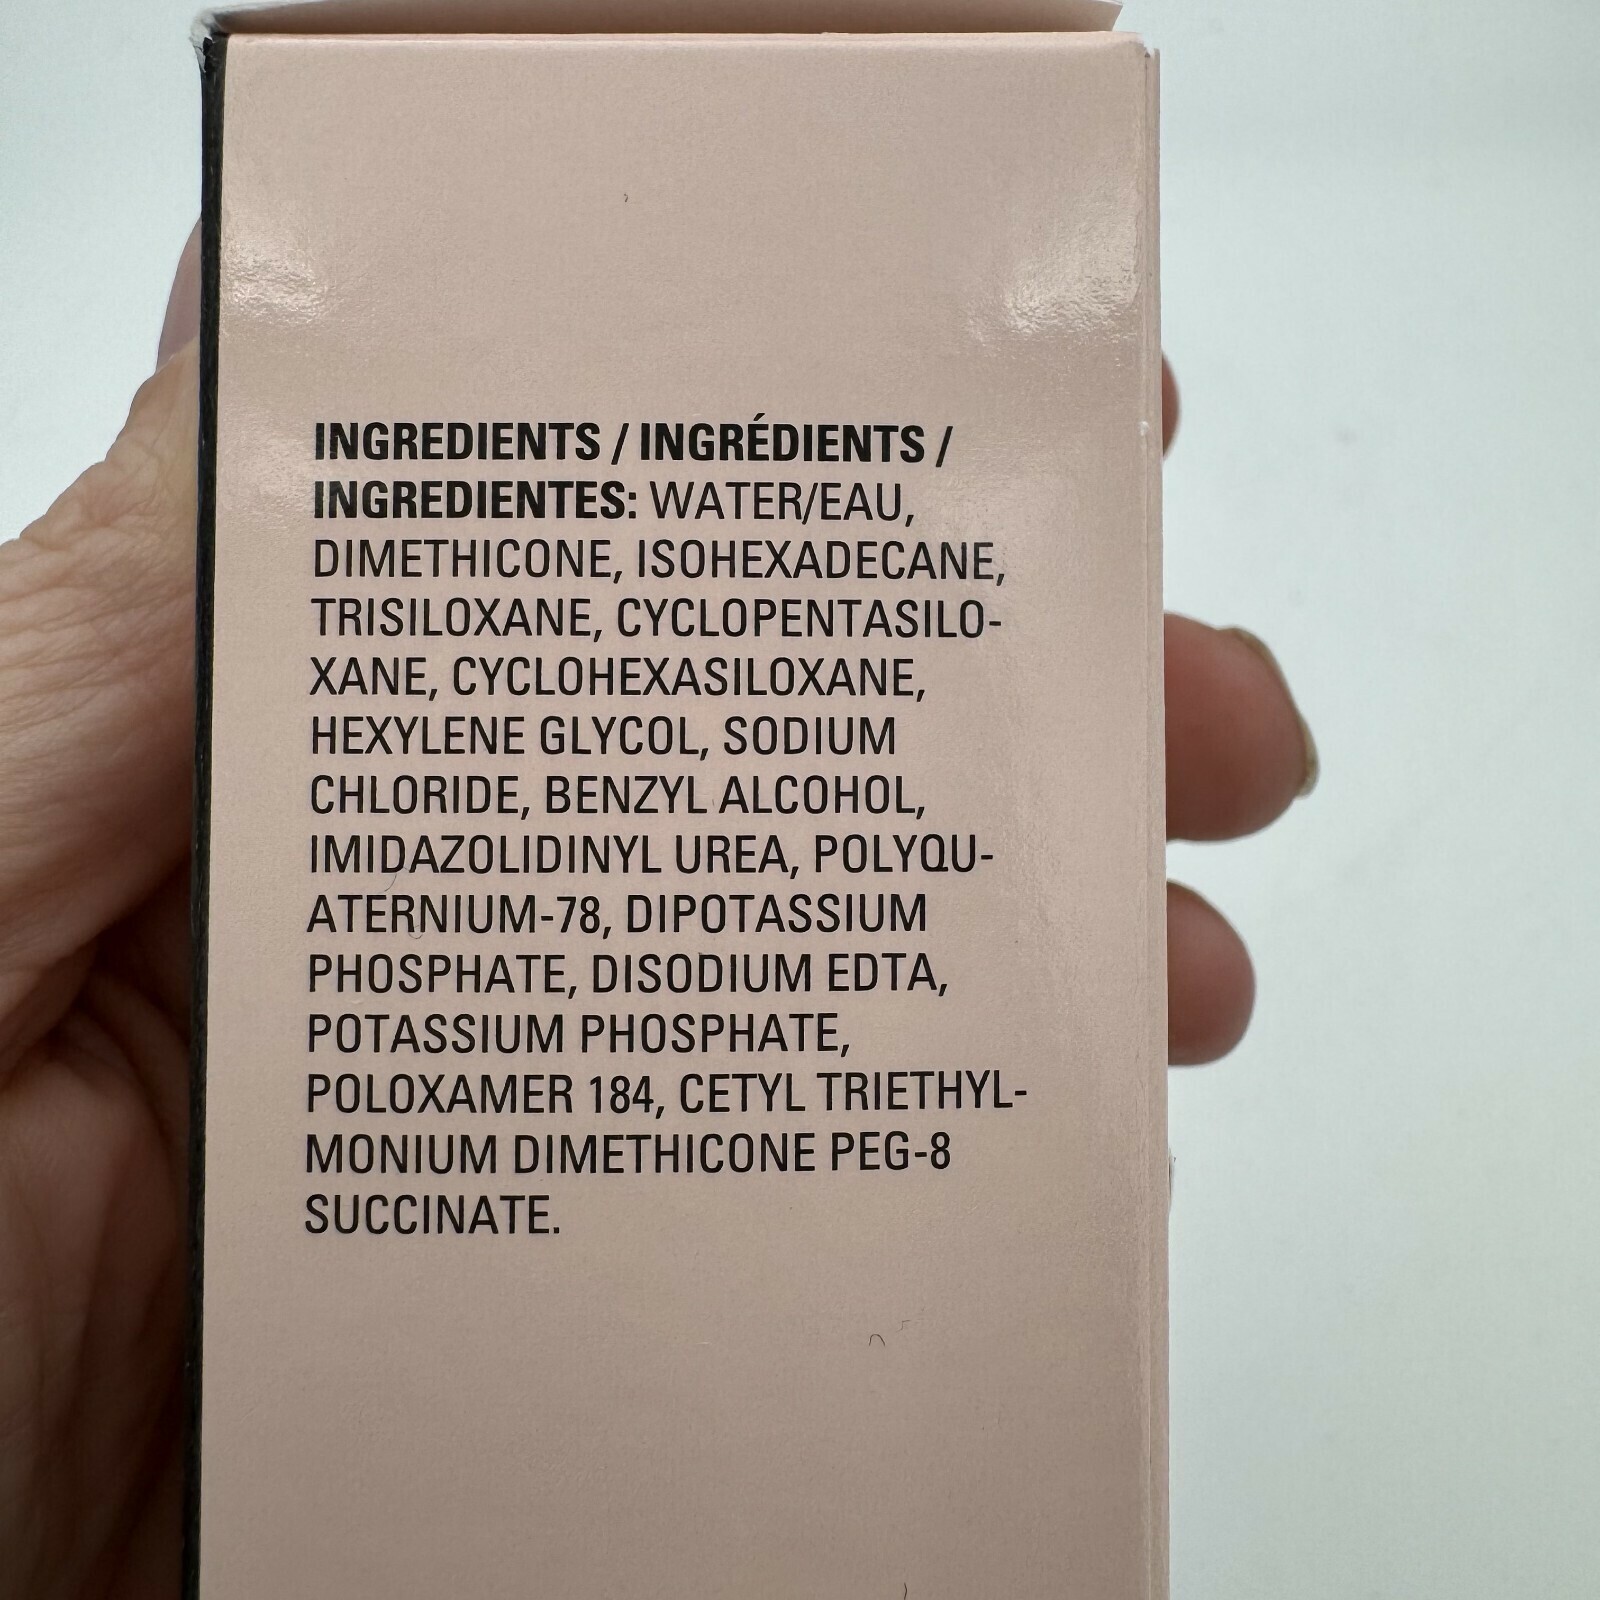 INGREDIENTS / INGRÉDIENTS /
INGREDIENTES: WATER/EAU,
DIMETHICONE, ISOHEXADECANE,
TRISILOXANE, CYCLOPENTASILO-
XANE, CYCLOHEXASILOXANE,
HEXYLENE GLYCOL, SODIUM
CHLORIDE, BENZYL ALCOHOL,
IMIDAZOLIDINYL UREA, POLYQU-
ATERNIUM-78, DIPOTASSIUM
PHOSPHATE, DISODIUM EDTA,
POTASSIUM PHOSPHATE,
POLOXAMER 184, CETYL TRIETHYL-
MONIUM DIMETHICONE PEG-8
SUCCINATE.